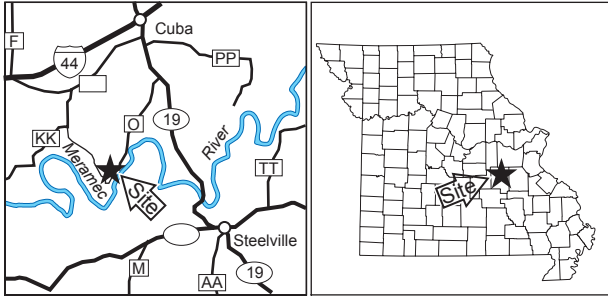 F
Cuba
44
PP
O
19
KK
Meramec
River
TT
Site
Steelville
M
AA
19
Site